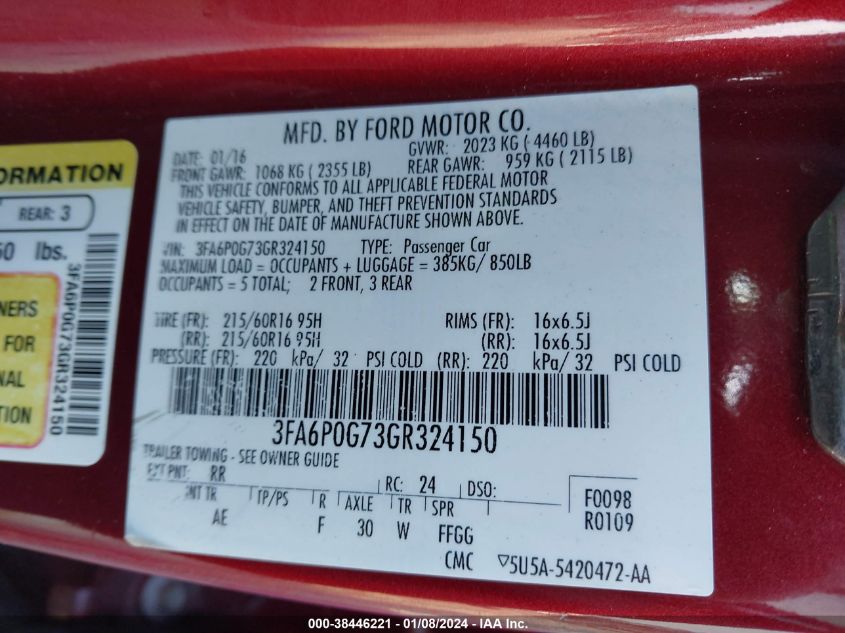 ORMATION
REAR: 3
lbs.
3FA6P0G73GR324150
NERS
FOR
NAL
TION
MFD. BY FORD MOTOR CO.
DATE: 01/16 GVWR: 2023 KG ( 4460 LB)
FRONT GAWR: 1068 KG ( 2355 LB) REAR GAWR: 959 KG ( 2115 LB)
THIS VEHICLE CONFORMS TO ALL APPLICABLE FEDERAL MOTOR
VEHICLE SAFETY, BUMPER, AND THEFT PREVENTION STANDARDS
IN EFFECT ON THE DATE OF MANUFACTURE SHOWN ABOVE.
VIN: 3FA6P0G73GR324150 TYPE: Passenger Car
MAXIMUM LOAD = OCCUPANTS + LUGGAGE = 385KG/ 850LB
OCCUPANTS = 5 TOTAL; 2 FRONT, 3 REAR
TIRE (FR): 215/60R16 95H RIMS (FR): 16x6.5J
(RR): 215/60R16 95H (RR): 16x6.5J
PRESSURE (FR): 220 kPa/ 32 PSI COLD (RR): 220 kPa/ 32 PSI COLD
3FA6P0G73GR324150
TRAILER TOWING - SEE OWNER GUIDE
EXT PNT: RR RC: 24 DSO: F0098
INT TR TP/PS R AXLE TR SPR R0109
AE F 30 W FFGG
CMC ▽5U5A-5420472-AA
000-38446221 - 01/08/2024 - IAA Inc.